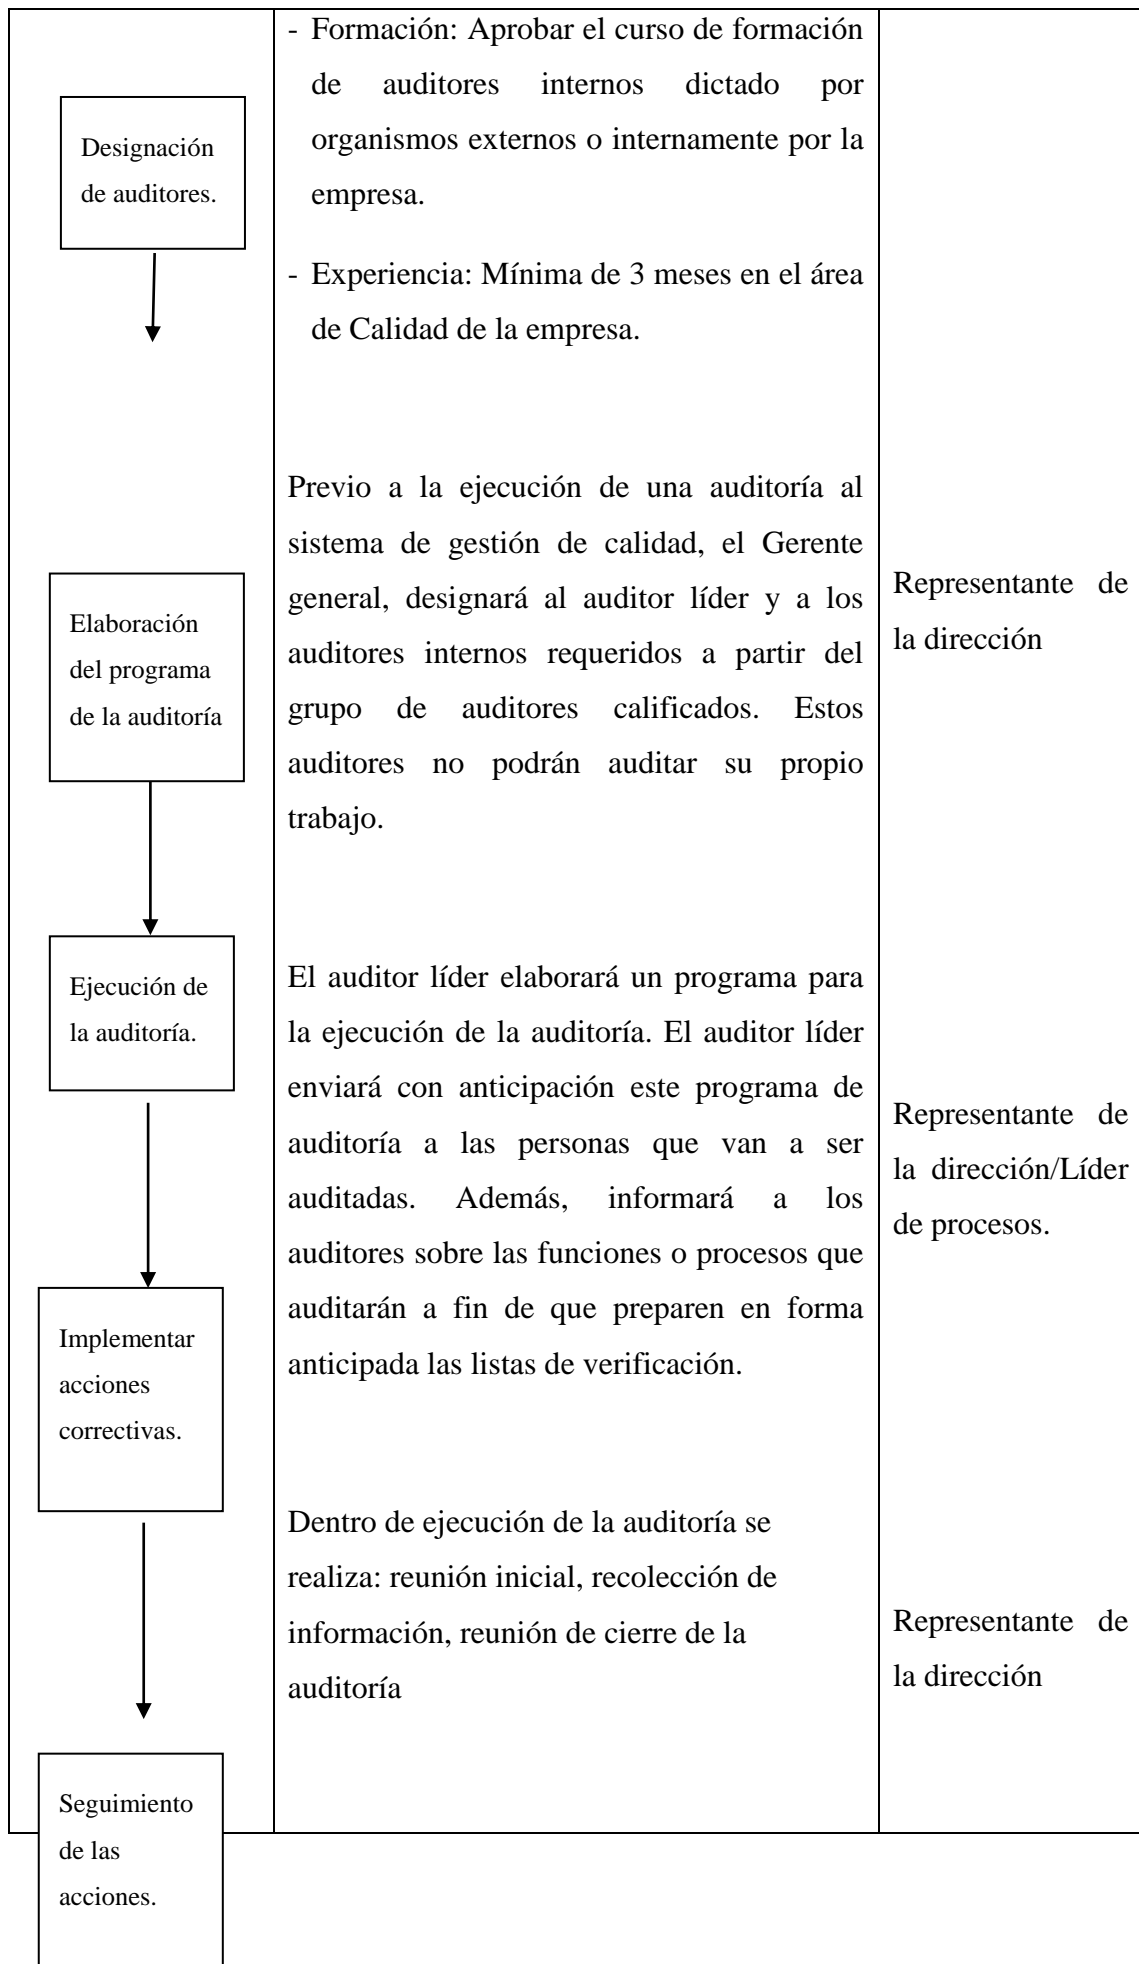 Designación
de auditores.
Elaboración
del programa
de la auditoría
Ejecución de
la auditoría.
Implementar
acciones
correctivas.
Seguimiento
de las
acciones.
- Formación: Aprobar el curso de formación
de auditores internos dictado por
organismos externos o internamente por la
empresa.
- Experiencia: Mínima de 3 meses en el área
de Calidad de la empresa.
Previo a la ejecución de una auditoría al
sistema de gestión de calidad, el Gerente
general, designará al auditor líder y a los
auditores internos requeridos a partir del
grupo de auditores calificados. Estos
auditores no podrán auditar su propio
trabajo.
El auditor líder elaborará un programa para
la ejecución de la auditoría. El auditor líder
enviará con anticipación este programa de
auditoría a las personas que van a ser
auditadas. Además, informará a los
auditores sobre las funciones o procesos que
auditarán a fin de que preparen en forma
anticipada las listas de verificación.
Dentro de ejecución de la auditoría se
realiza: reunión inicial, recolección de
información, reunión de cierre de la
auditoría
Representante de
la dirección
Representante de
la dirección/Líder
de procesos.
Representante de
la dirección